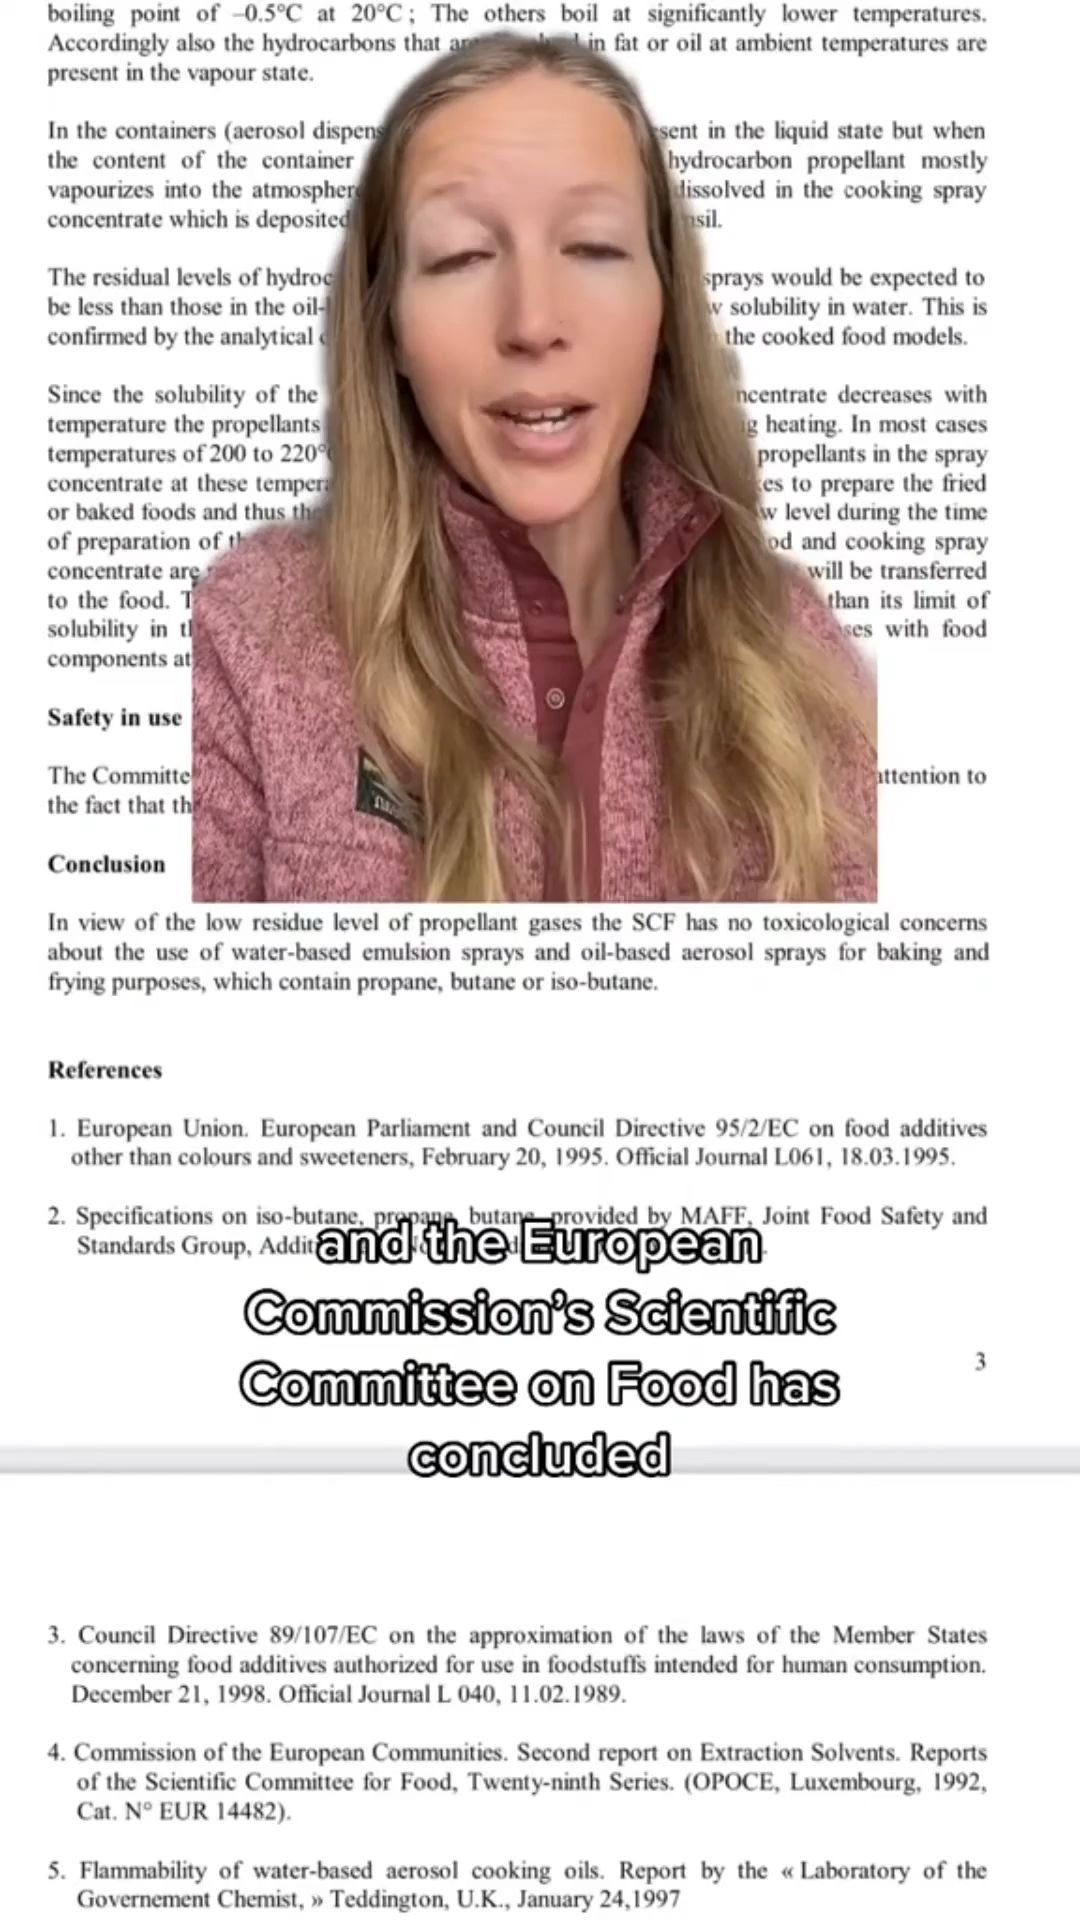 boiling point of –0.5°C at 20°C ; The others boil at significantly lower temperatures.
Accordingly also the hydrocarbons that in fat or oil at ambient temperatures are
present in the vapour state.
In the containers (aerosol dispens sent in the liquid state but when
the content of the container hydrocarbon propellant mostly
vapourizes into the atmosphere dissolved in the cooking spray
concentrate which is deposited nsil.
The residual levels of hydroc sprays would be expected to
be less than those in the oil- solubility in water. This is
confirmed by the analytical the cooked food models.
Since the solubility of the ncentrate decreases with
temperature the propellants g heating. In most cases
temperatures of 200 to 220° propellants in the spray
concentrate at these tempera es to prepare the fried
or baked foods and thus the w level during the time
of preparation of th od and cooking spray
concentrate are will be transferred
to the food. T than its limit of
solubility in tl ses with food
components at
Safety in use
The Committe attention to
the fact that th
Conclusion
In view of the low residue level of propellant gases the SCF has no toxicological concerns
about the use of water-based emulsion sprays and oil-based aerosol sprays for baking and
frying purposes, which contain propane, butane or iso-butane.
References
1. European Union. European Parliament and Council Directive 95/2/EC on food additives
other than colours and sweeteners, February 20, 1995. Official Journal L061, 18.03.1995.
2. Specifications on iso-butane, propane, butane provided by MAFF, Joint Food Safety and
Standards Group, Addit
and the European
Commission's Scientific
Committee on Food has
concluded
3
3. Council Directive 89/107/EC on the approximation of the laws of the Member States
concerning food additives authorized for use in foodstuffs intended for human consumption.
December 21, 1998. Official Journal L 040, 11.02.1989.
4. Commission of the European Communities. Second report on Extraction Solvents. Reports
of the Scientific Committee for Food, Twenty-ninth Series. (OPOCE, Luxembourg, 1992,
Cat. N° EUR 14482).
5. Flammability of water-based aerosol cooking oils. Report by the « Laboratory of the
Governement Chemist, » Teddington, U.K., January 24,1997